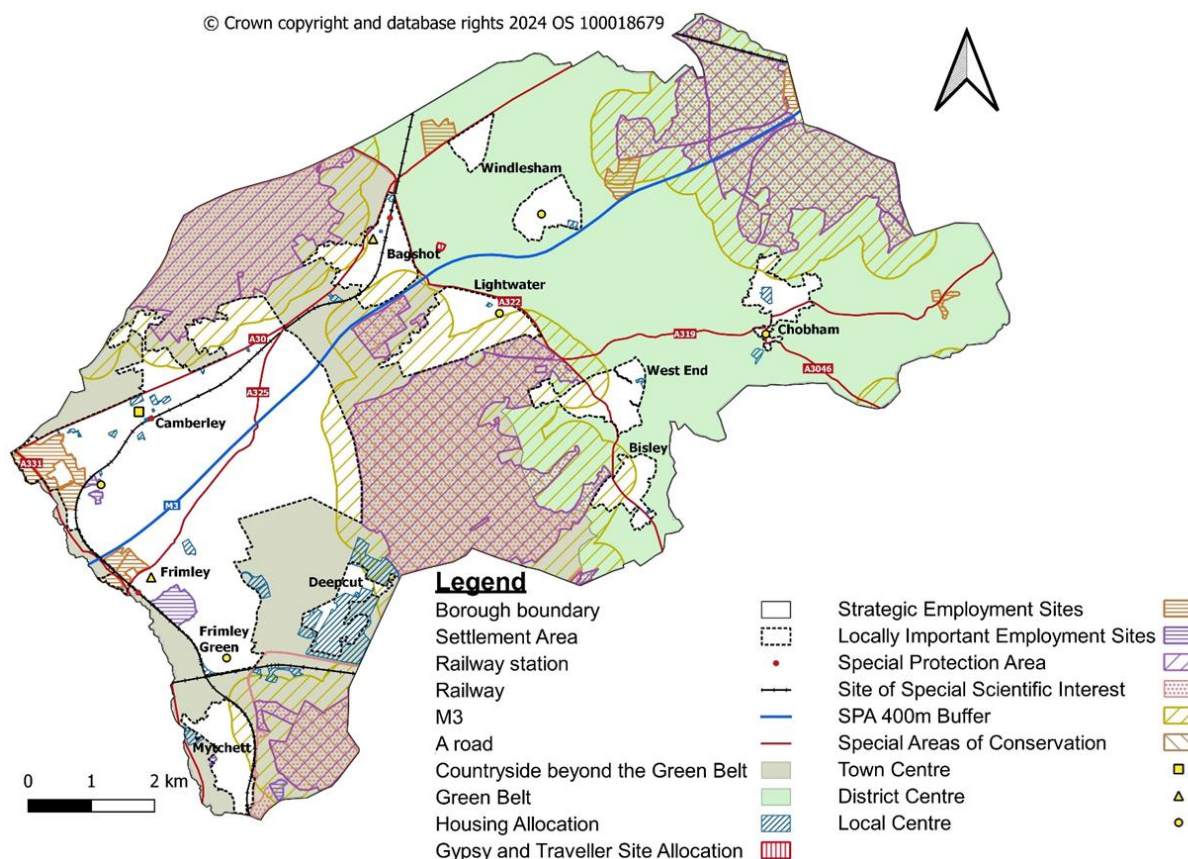 © Crown copyright and database rights 2024 OS 100018679
Windlesham
Bagshot
Lightwater
A322
A30
A319
Chobham
A325
West End
A3046
Camberley
Bisley
A331
M3
Frimley
Deepcut
Frimley
Green
Mytchett
0 1 2 km
Legend
Borough boundary
Settlement Area
Railway station
Railway
M3
A road
Countryside beyond the Green Belt
Green Belt
Housing Allocation
Gypsy and Traveller Site Allocation
Strategic Employment Sites
Locally Important Employment Sites
Special Protection Area
Site of Special Scientific Interest
SPA 400m Buffer
Special Areas of Conservation
Town Centre
District Centre
Local Centre